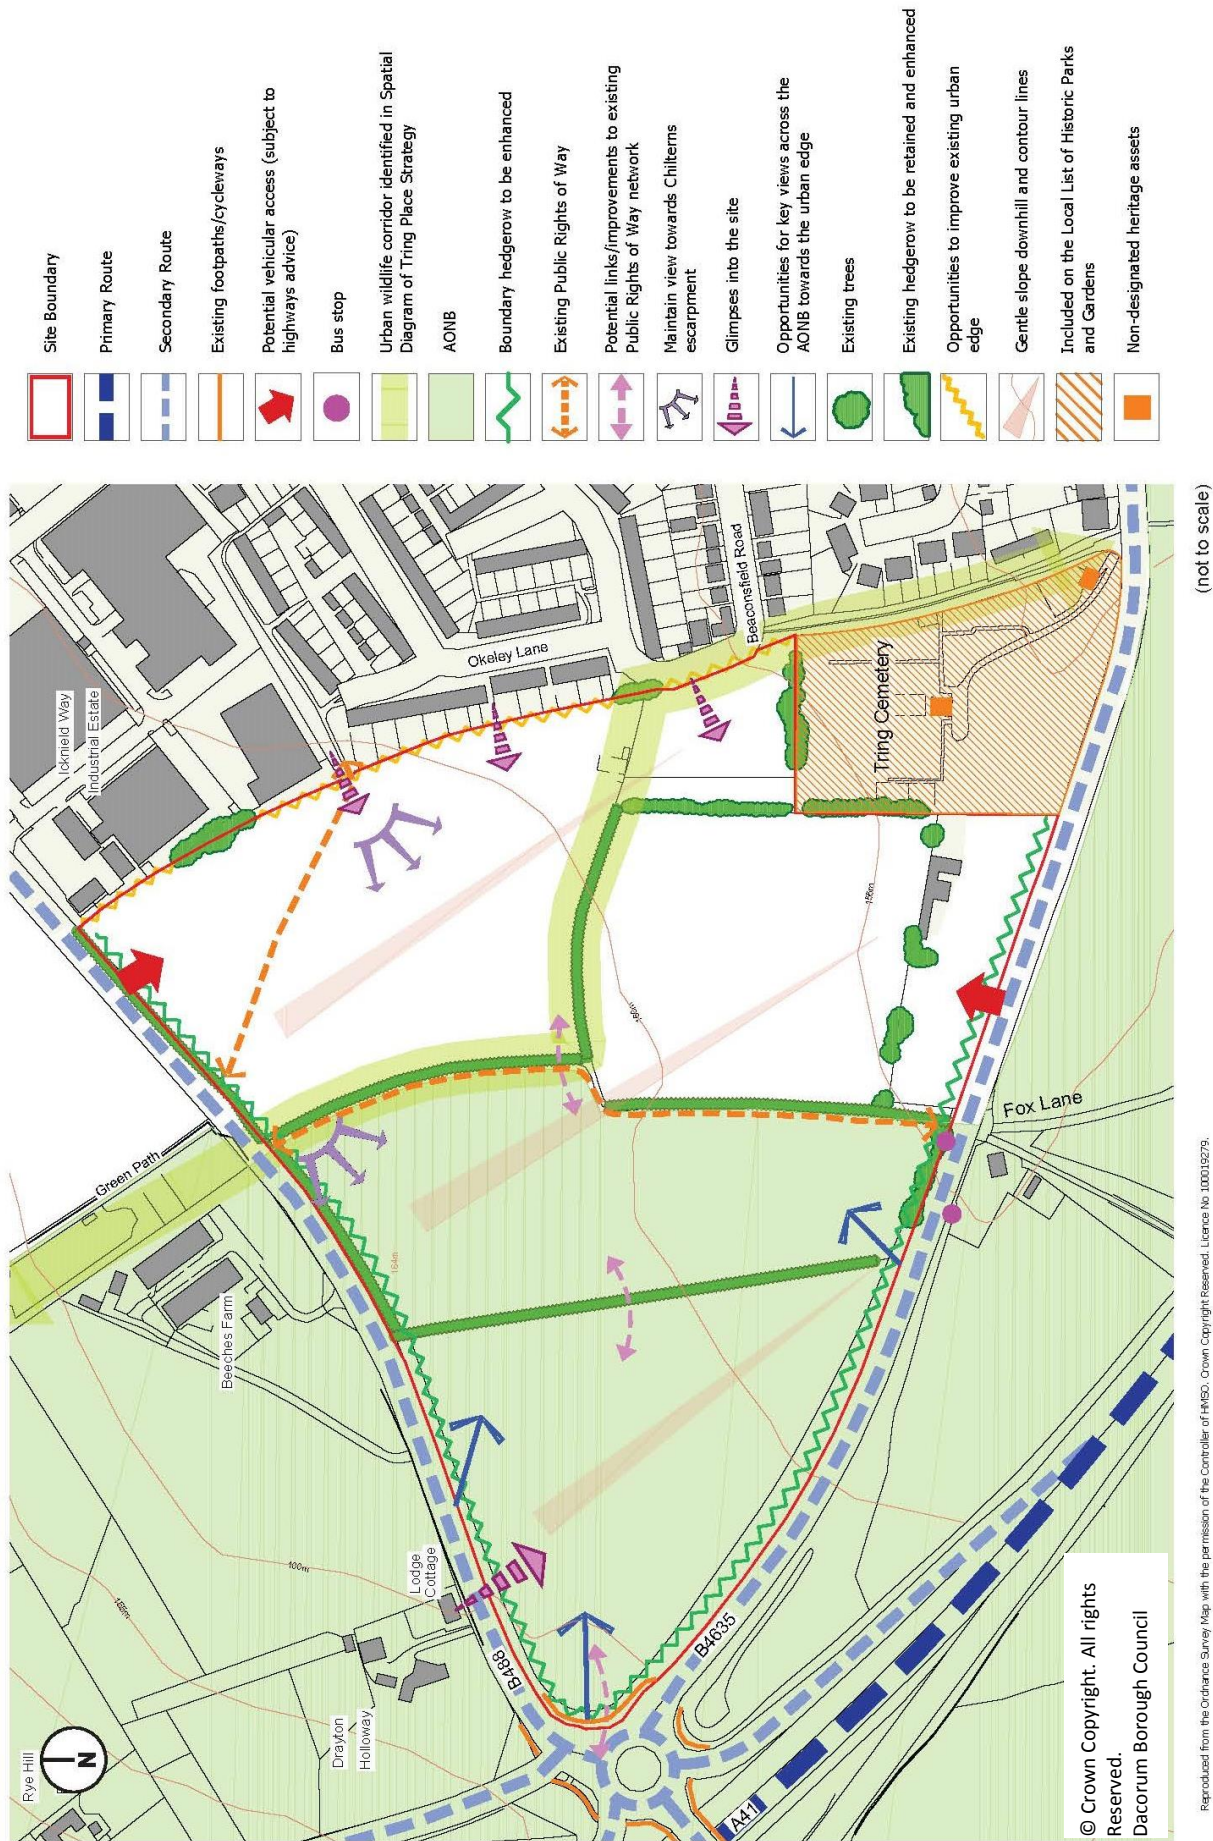 Rye Hill
N
Drayton
Holloway
Lodge
Cottage
Beeches Farm
Green Path
Icknield Way
Industrial Estate
Okeley Lane
Beaconsfield Road
Tring Cemetery
Fox Lane
B488
B4635
A41
100m
164m
160m
© Crown Copyright. All rights
Reserved.
Dacorum Borough Council
(not to scale)
Reproduced from the Ordnance Survey Map with the permission of the Controller of HMSO. Crown Copyright Reserved. Licence No 100019279.
Site Boundary
Primary Route
Secondary Route
Existing footpaths/cycleways
Potential vehicular access (subject to
highways advice)
Bus stop
Urban wildlife corridor identified in Spatial
Diagram of Tring Place Strategy
AONB
Boundary hedgerow to be enhanced
Existing Public Rights of Way
Potential links/improvements to existing
Public Rights of Way network
Maintain view towards Chilterns
escarpment
Glimpses into the site
Opportunities for key views across the
AONB towards the urban edge
Existing trees
Existing hedgerow to be retained and enhanced
Opportunities to improve existing urban
edge
Gentle slope downhill and contour lines
Included on the Local List of Historic Parks
and Gardens
Non-designated heritage assets